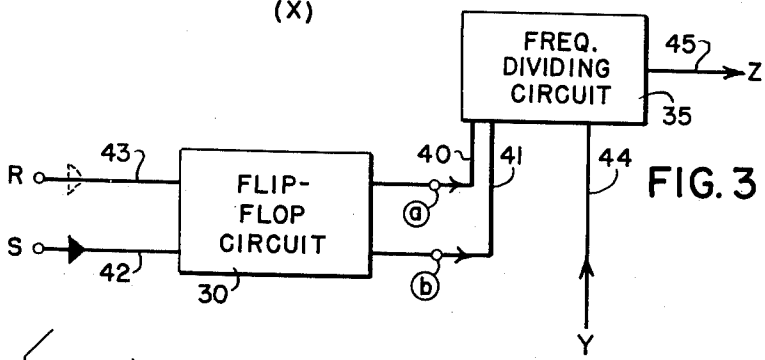 (X)
FREQ.
DIVIDING
CIRCUIT
45
Z
35
R
43
40
41
44
FIG. 3
FLIP-
FLOP
CIRCUIT
a
S
42
30
b
Y